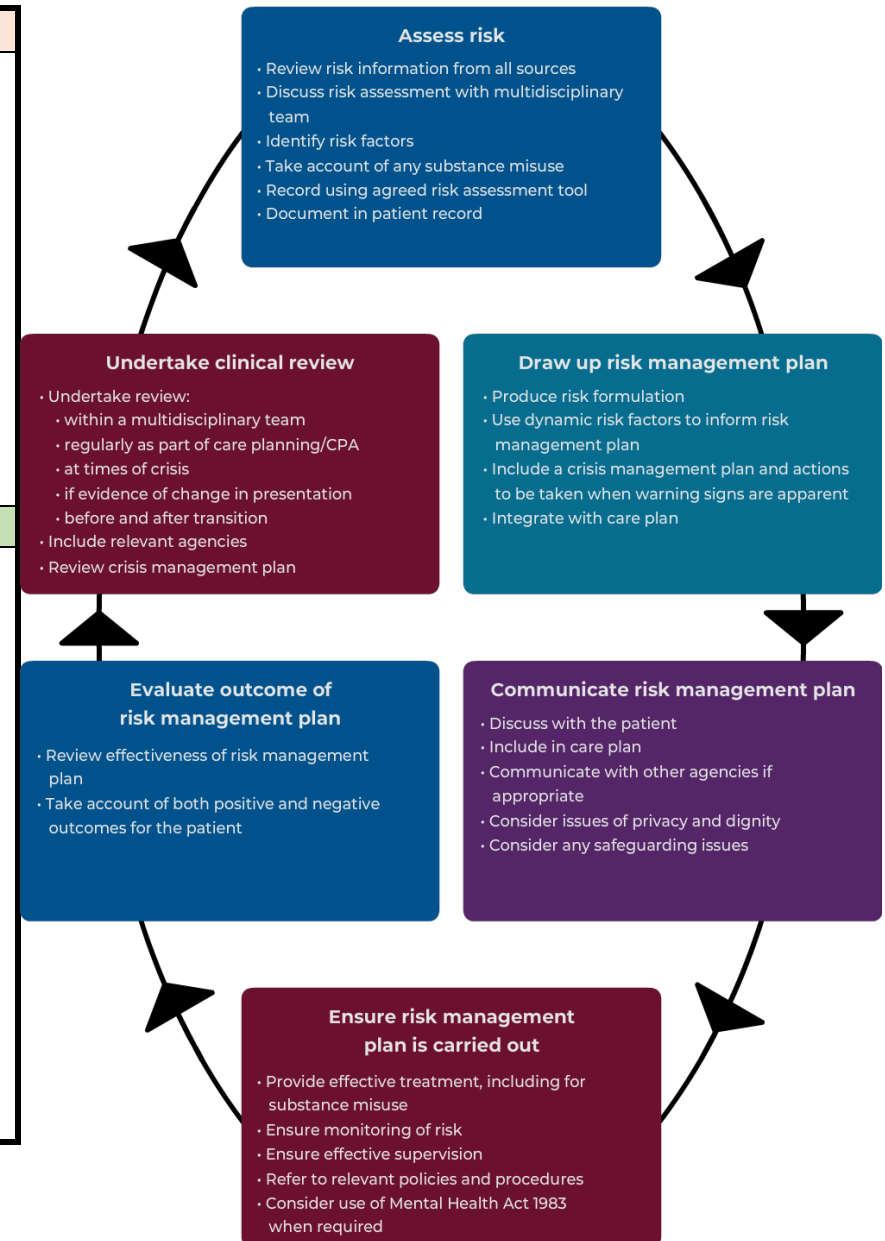 Assess risk
• Review risk information from all sources
• Discuss risk assessment with multidisciplinary
team
• Identify risk factors
• Take account of any substance misuse
• Record using agreed risk assessment tool
• Document in patient record
Draw up risk management plan
• Produce risk formulation
• Use dynamic risk factors to inform risk
management plan
• Include a crisis management plan and actions
to be taken when warning signs are apparent
• Integrate with care plan
Communicate risk management plan
• Discuss with the patient
• Include in care plan
• Communicate with other agencies if
appropriate
• Consider issues of privacy and dignity
• Consider any safeguarding issues
Ensure risk management
plan is carried out
• Provide effective treatment, including for
substance misuse
• Ensure monitoring of risk
• Ensure effective supervision
• Refer to relevant policies and procedures
• Consider use of Mental Health Act 1983
when required
Evaluate outcome of
risk management plan
• Review effectiveness of risk management
plan
• Take account of both positive and negative
outcomes for the patient
Undertake clinical review
• Undertake review:
• within a multidisciplinary team
• regularly as part of care planning/CPA
• at times of crisis
• if evidence of change in presentation
• before and after transition
• Include relevant agencies
• Review crisis management plan